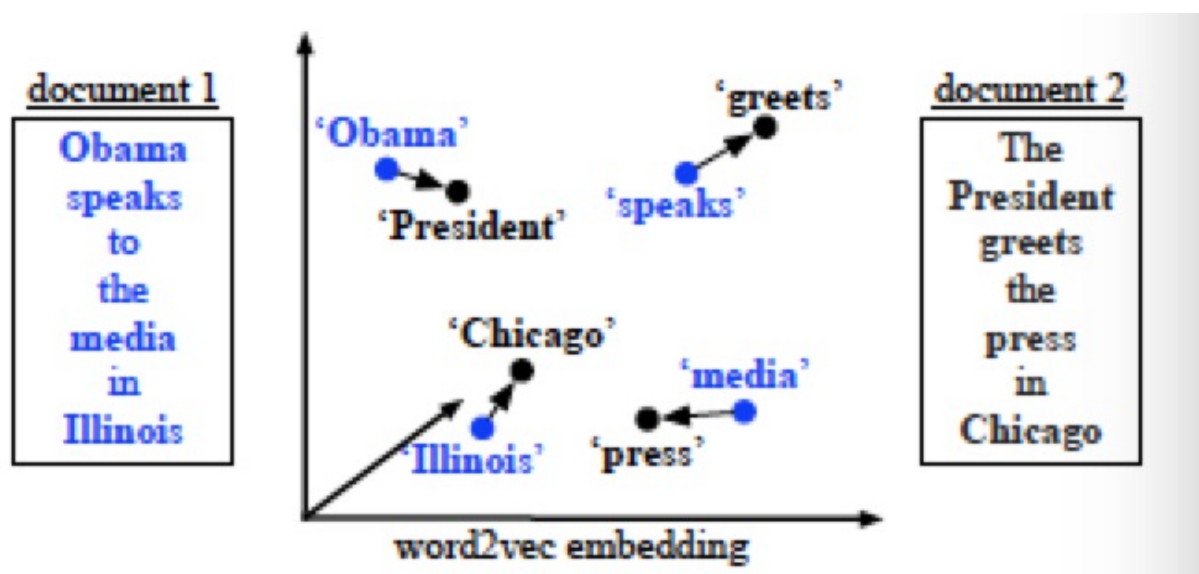 document 1
Obama
speaks
to
the
media
in
Illinois
‘Obama’
‘President’
‘greets’
‘speaks’
‘Chicago’
‘Illinois’
‘media’
‘press’
word2vec embedding
document 2
The
President
greets
the
press
in
Chicago